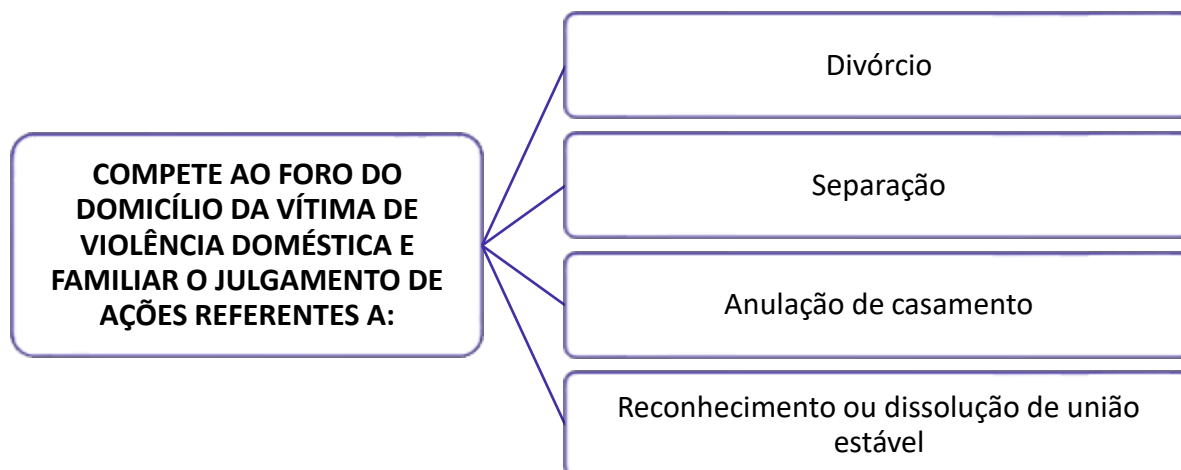 COMPETE AO FORO DO
DOMICÍLIO DA VÍTIMA DE
VIOLÊNCIA DOMÉSTICA E
FAMILIAR O JULGAMENTO DE
AÇÕES REFERENTES A:
Divórcio
Separação
Anulação de casamento
Reconhecimento ou dissolução de união
estável